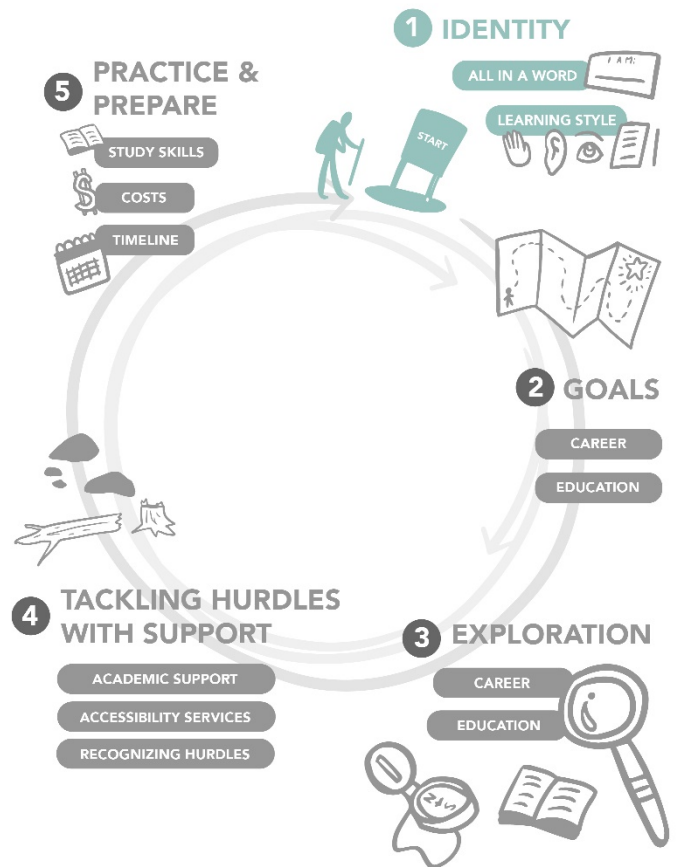 1 IDENTITY
ALL IN A WORD
I AM:
LEARNING STYLE
START
2 GOALS
CAREER
EDUCATION
3 EXPLORATION
CAREER
EDUCATION
4 TACKLING HURDLES
WITH SUPPORT
ACADEMIC SUPPORT
ACCESSIBILITY SERVICES
RECOGNIZING HURDLES
5 PRACTICE &
PREPARE
STUDY SKILLS
$ COSTS
TIMELINE